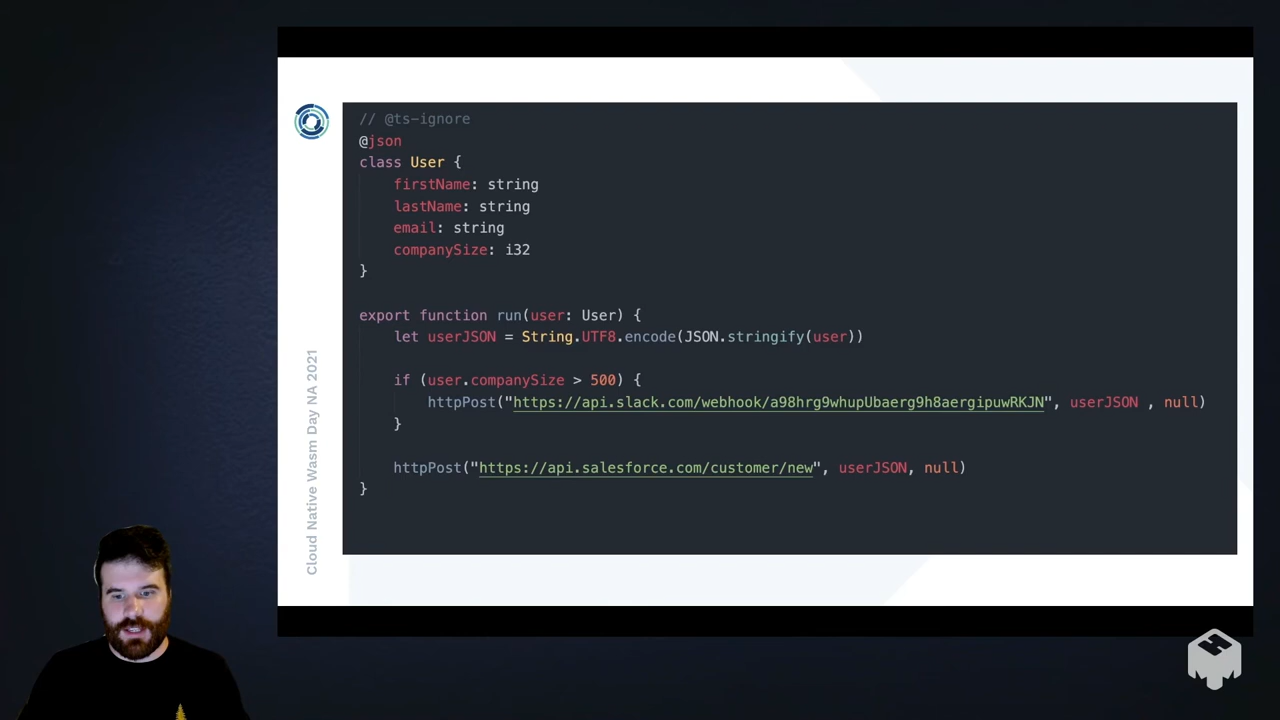 // @ts-ignore
@json
class User {
firstName: string
lastName: string
email: string
companySize: i32
}
export function run(user: User) {
let userJSON = String.UTF8.encode(JSON.stringify(user))
if (user.companySize > 500) {
httpPost("https://api.slack.com/webhook/a98hrg9whupUbaerg9h8aergipuwRKJN", userJSON , null)
}
httpPost("https://api.salesforce.com/customer/new", userJSON, null)
}
Cloud Native Wasm Day NA 2021